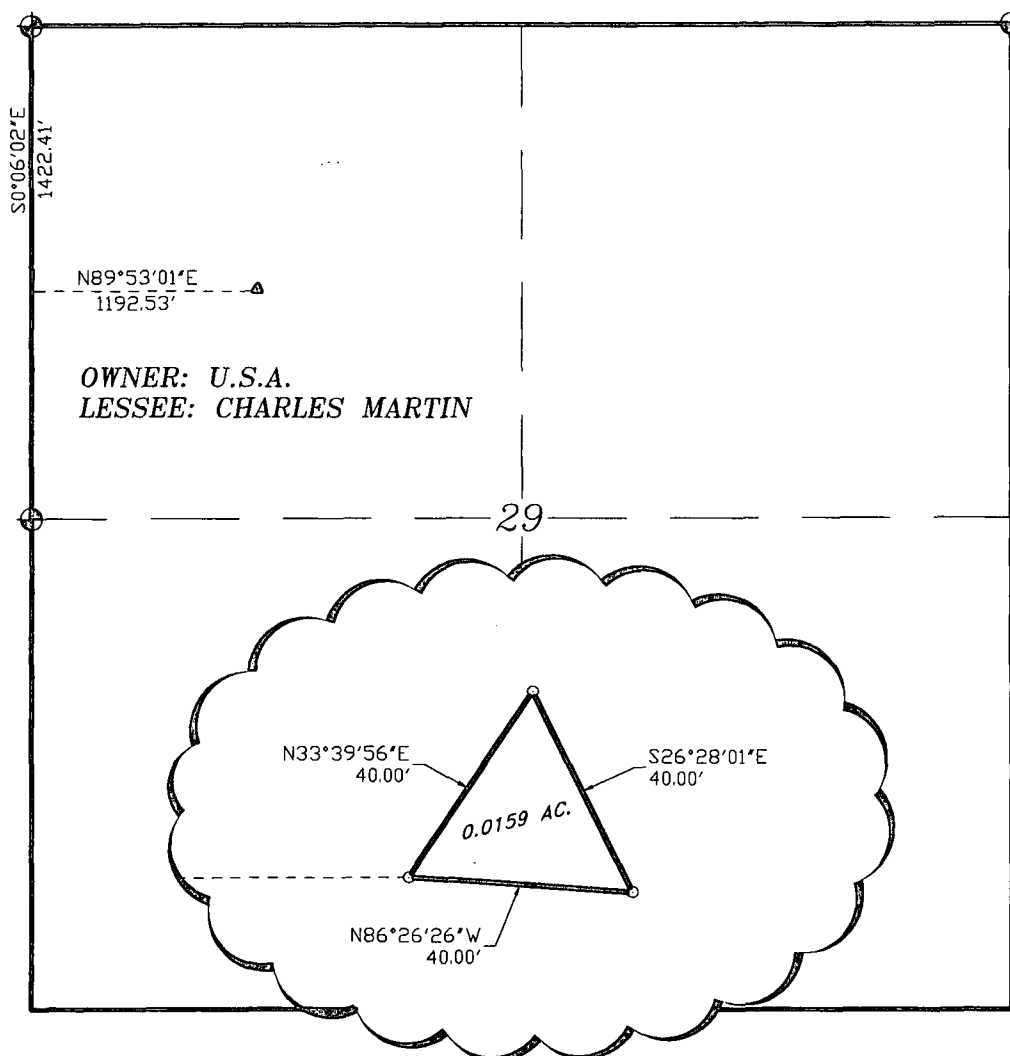 S0°06'02"E
1422.41'
N89°53'01"E
1192.53'
OWNER: U.S.A.
LESSEE: CHARLES MARTIN
29
N33°39'56"E
40.00'
S26°28'01"E
40.00'
0.0159 AC.
N86°26'26"W
40.00'